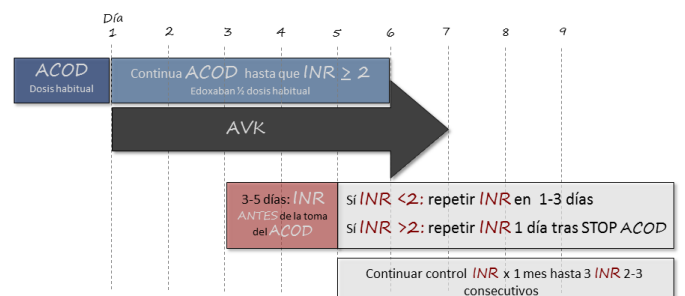 Día
1 2 3 4 5 6 7 8 9
ACOD
Dosis habitual
Continua ACOD hasta que INR ≥ 2
Edoxaban ½ dosis habitual
AVK
3-5 días: INR
ANTES de la toma
del ACOD
Sí INR <2: repetir INR en 1-3 días
Sí INR >2: repetir INR 1 día tras STOP ACOD
Continuar control INR x 1 mes hasta 3 INR 2-3
consecutivos